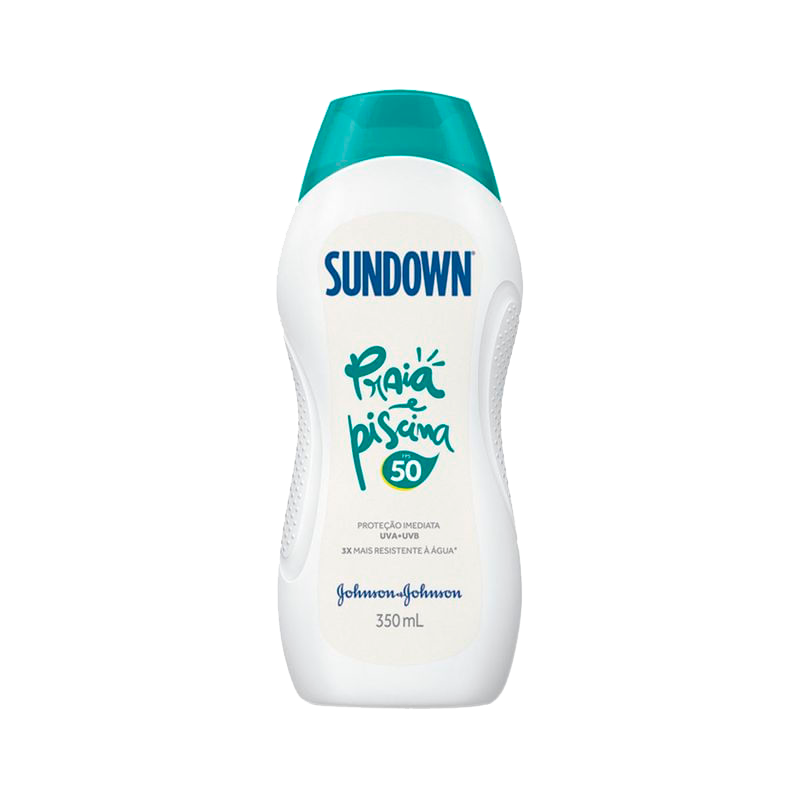 SUNDOWN
Praia
e
piscina
FPS
50
PROTEÇÃO IMEDIATA
UVA+UVB
3X MAIS RESISTENTE À ÁGUA*
Johnson&Johnson
350 mL